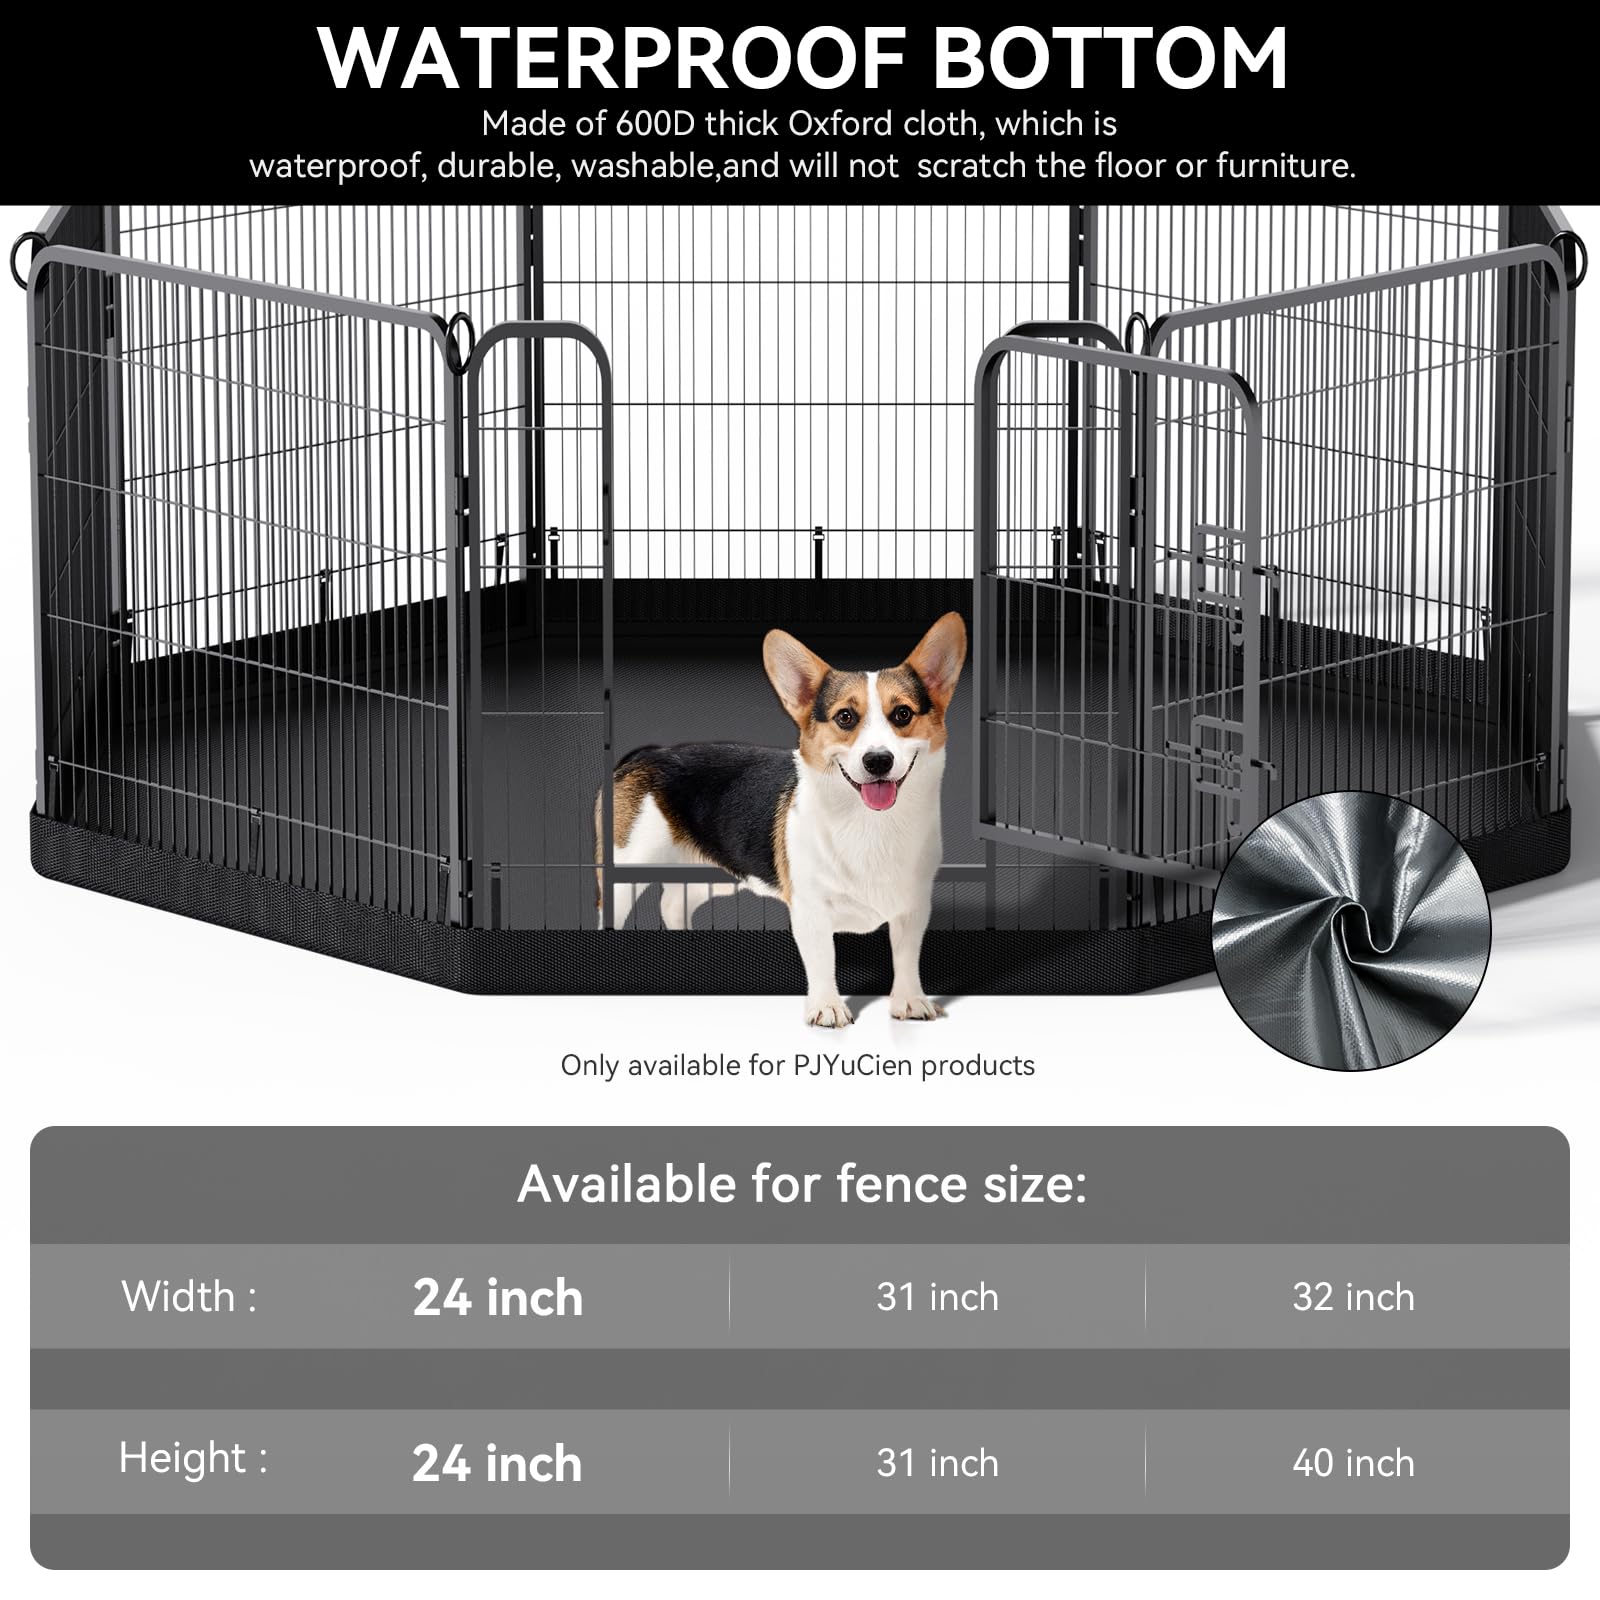 WATERPROOF BOTTOM
Made of 600D thick Oxford cloth, which is
waterproof, durable, washable,and will not  scratch the floor or furniture.
Only available for PJYuCien products
Available for fence size:
Width : 24 inch 31 inch 32 inch
Height : 24 inch 31 inch 40 inch